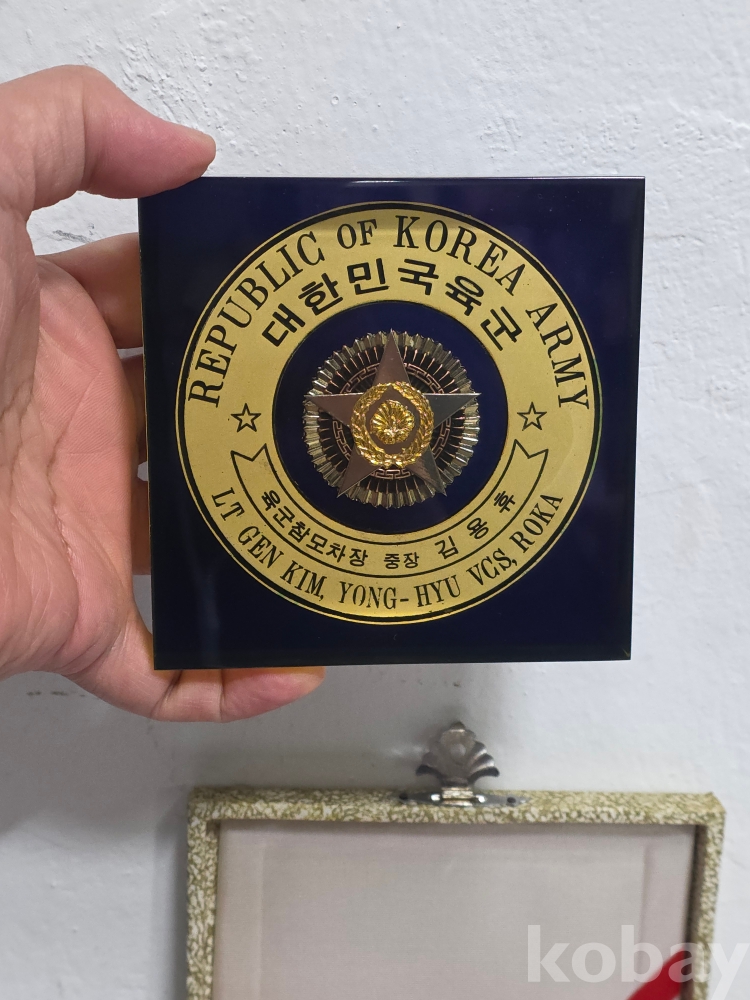 REPUBLIC OF KOREA ARMY
대한민국육군
육군참모차장 중장 김용휴
LT GEN KIM, YONG-HYU VCS, ROKA
kobay